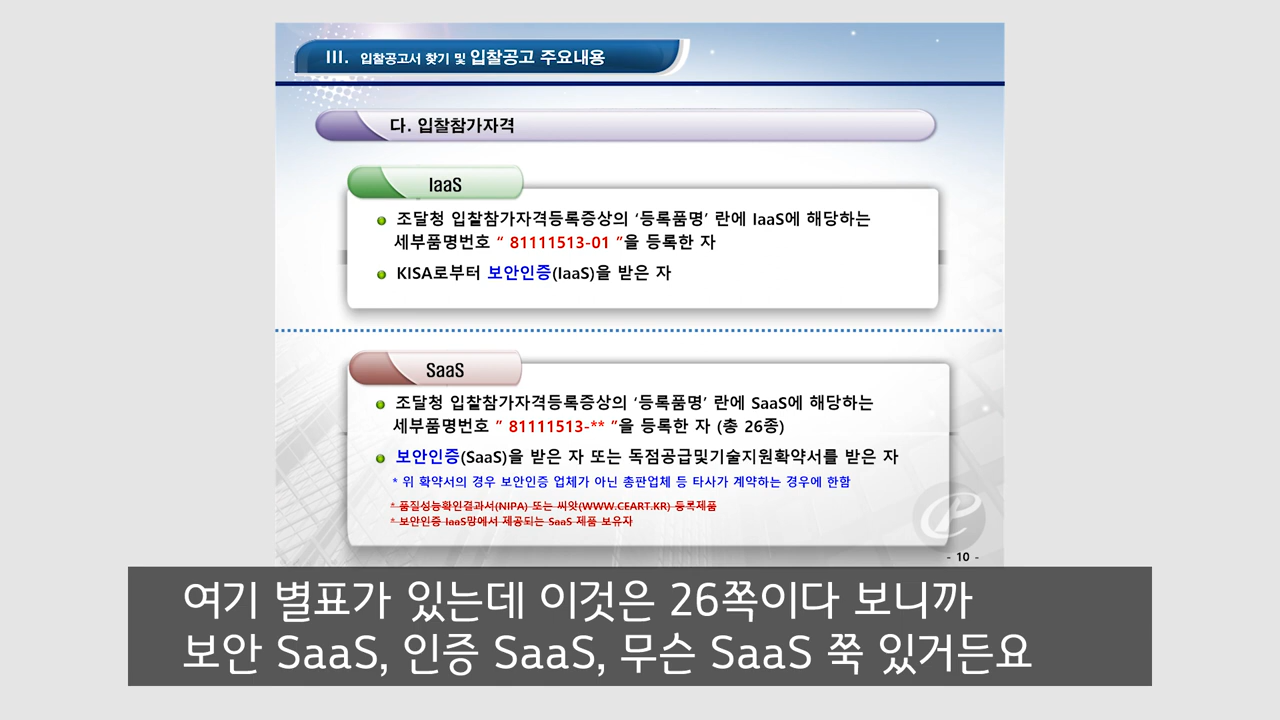 III. 입찰공고서 찾기 및 입찰공고 주요내용
다. 입찰참가자격
IaaS
조달청 입찰참가자격등록증상의 ‘등록품명’ 란에 IaaS에 해당하는
세부품명번호 “ 81111513-01 ”을 등록한 자
KISA로부터 보안인증(IaaS)을 받은 자
SaaS
조달청 입찰참가자격등록증상의 ‘등록품명’ 란에 SaaS에 해당하는
세부품명번호 ” 81111513-** ”을 등록한 자 (총 26종)
보안인증(SaaS)을 받은 자 또는 독점공급및기술지원확약서를 받은 자
* 위 확약서의 경우 보안인증 업체가 아닌 총판업체 등 타사가 계약하는 경우에 한함
* 품질성능확인결과서(NIPA) 또는 씨앗(WWW.CEART.KR) 등록제품
* 보안인증 IaaS망에서 제공되는 SaaS 제품 보유자
- 10 -
여기 별표가 있는데 이것은 26쪽이다 보니까
보안 SaaS, 인증 SaaS, 무슨 SaaS 쭉 있거든요